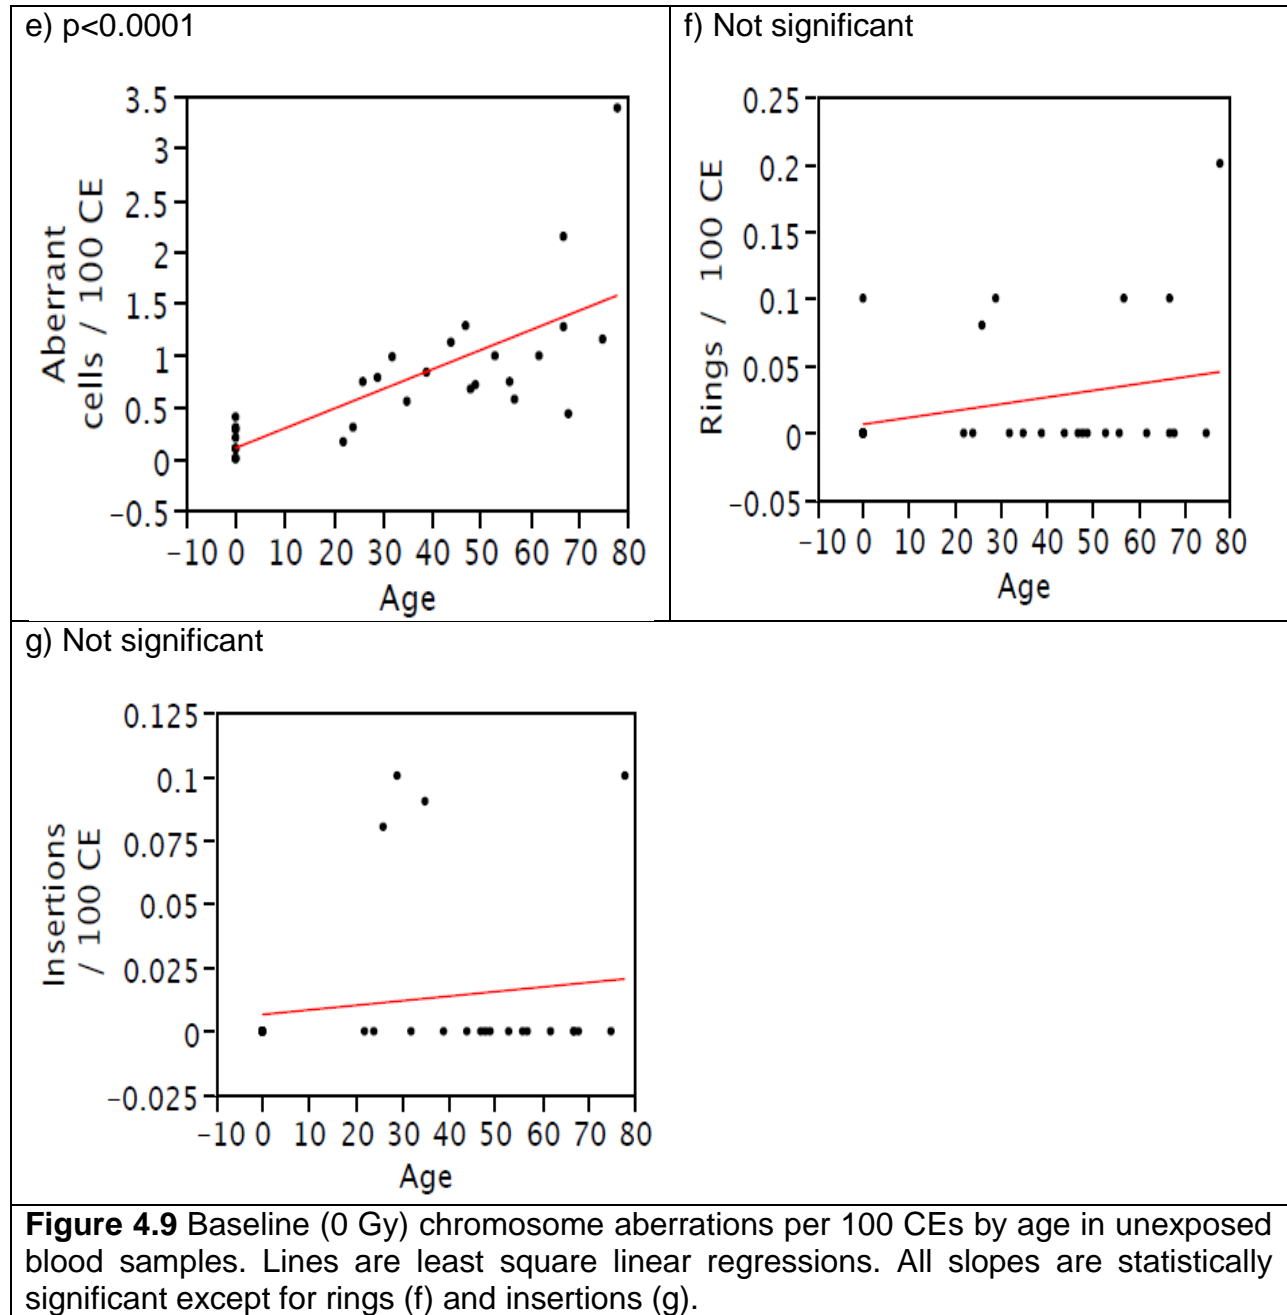 e) p<0.0001
f) Not significant
3.5
3
2.5
2
1.5
1
0.5
0
−0.5
Aberrant
cells / 100 CE
−10 0 10 20 30 40 50 60 70 80
Age
0.25
0.2
0.15
0.1
0.05
0
−0.05
Rings / 100 CE
−10 0 10 20 30 40 50 60 70 80
Age
g) Not significant
0.125
0.1
0.075
0.05
0.025
0
−0.025
Insertions
/ 100 CE
−10 0 10 20 30 40 50 60 70 80
Age
Figure 4.9 Baseline (0 Gy) chromosome aberrations per 100 CEs by age in unexposed
blood samples. Lines are least square linear regressions. All slopes are statistically
significant except for rings (f) and insertions (g).